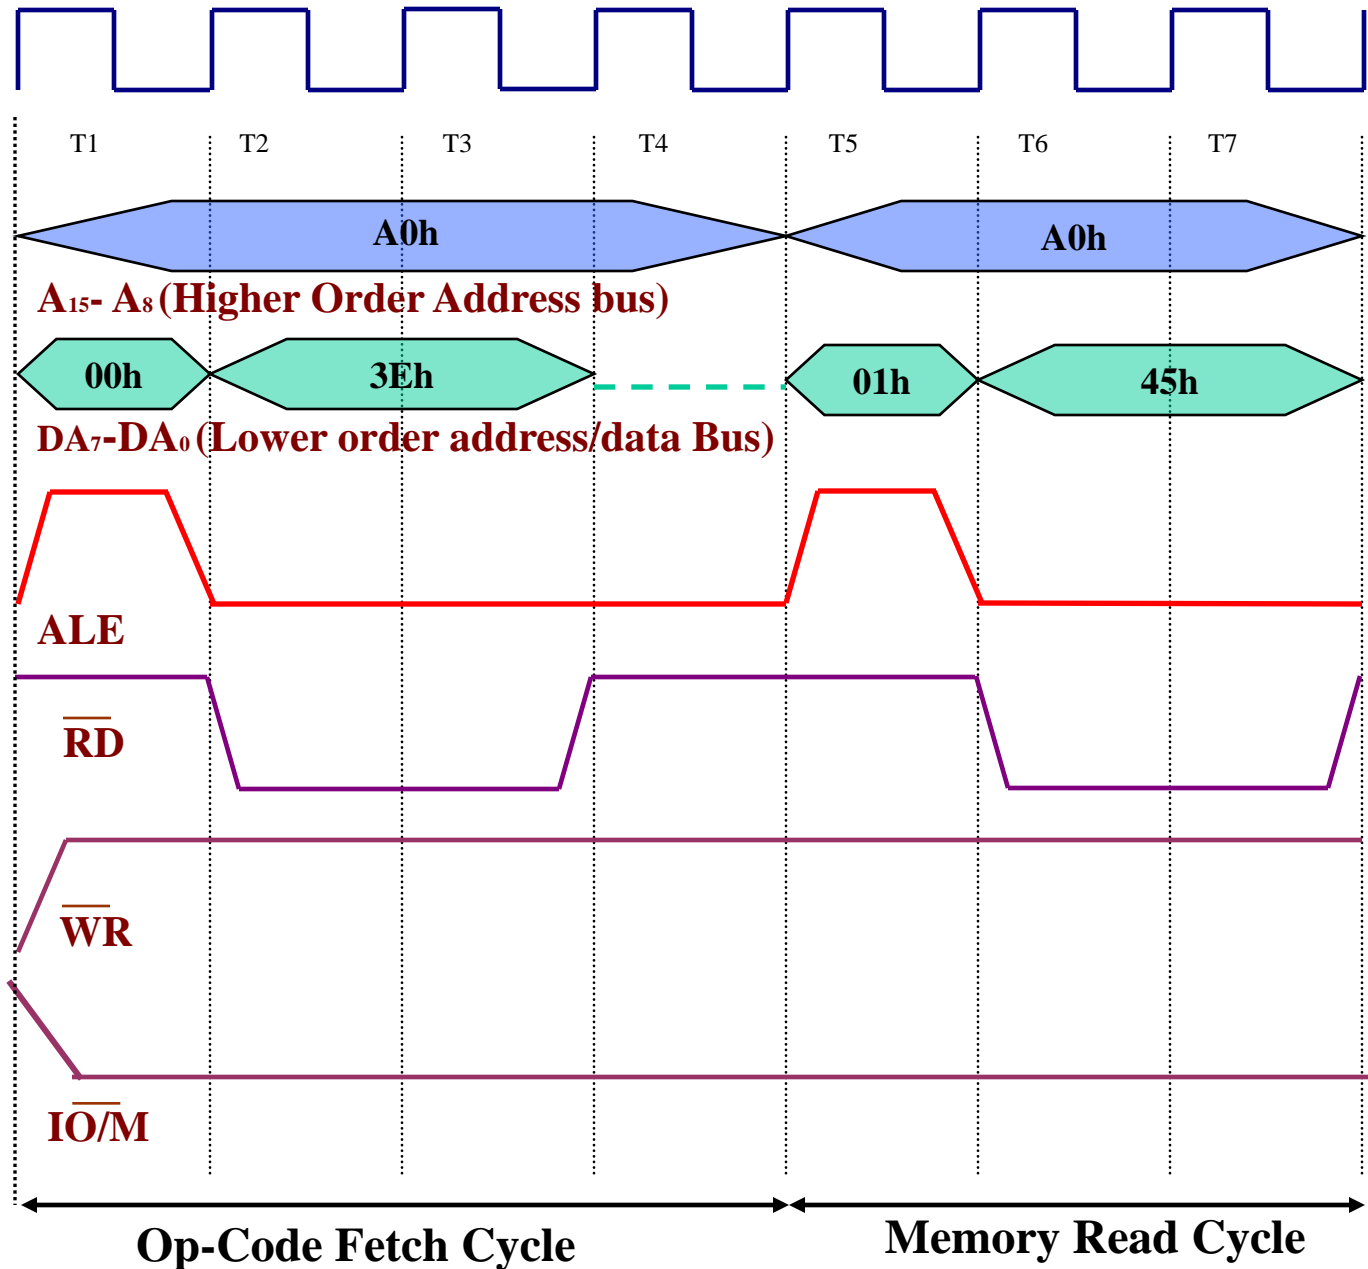 T1 T2 T3 T4 T5 T6 T7
A0h A0h
A15- A8 (Higher Order Address bus)
00h 3Eh 01h 45h
DA7-DA0 (Lower order address/data Bus)
ALE
RD
WR
IO/M
Op-Code Fetch Cycle Memory Read Cycle